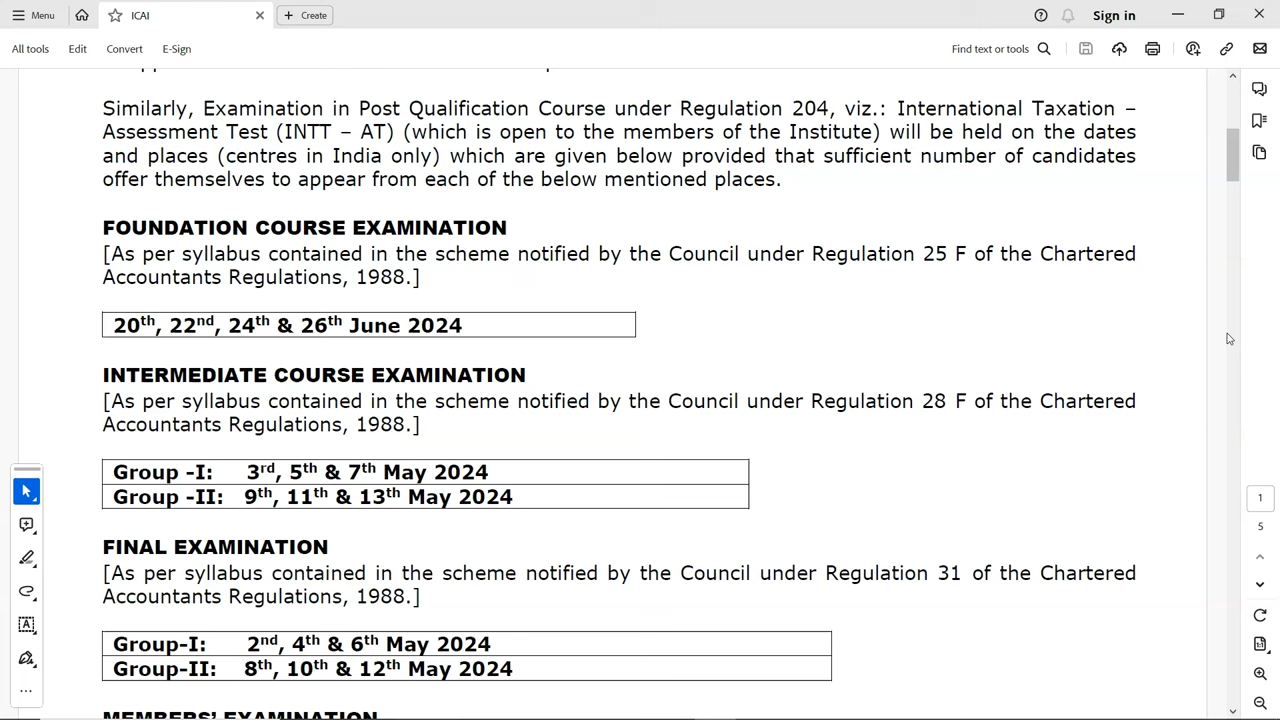 Menu
ICAI
Create
Sign in
All tools
Edit
Convert
E-Sign
Find text or tools
Similarly, Examination in Post Qualification Course under Regulation 204, viz.: International Taxation –
Assessment Test (INTT – AT) (which is open to the members of the Institute) will be held on the dates
and places (centres in India only) which are given below provided that sufficient number of candidates
offer themselves to appear from each of the below mentioned places.
FOUNDATION COURSE EXAMINATION
[As per syllabus contained in the scheme notified by the Council under Regulation 25 F of the Chartered
Accountants Regulations, 1988.]
20th, 22nd, 24th & 26th June 2024
INTERMEDIATE COURSE EXAMINATION
[As per syllabus contained in the scheme notified by the Council under Regulation 28 F of the Chartered
Accountants Regulations, 1988.]
Group -I: 3rd, 5th & 7th May 2024
Group -II: 9th, 11th & 13th May 2024
FINAL EXAMINATION
[As per syllabus contained in the scheme notified by the Council under Regulation 31 of the Chartered
Accountants Regulations, 1988.]
Group-I: 2nd, 4th & 6th May 2024
Group-II: 8th, 10th & 12th May 2024
MEMBERS' EXAMINATION
1
5